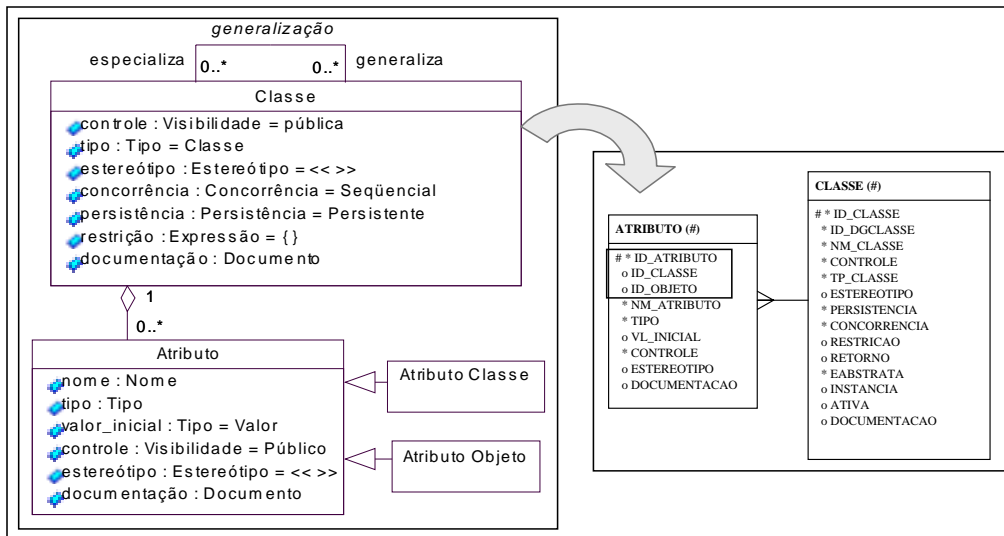 generalização
especializa
0..*
0..*
generaliza
Classe
controle : Visibilidade = pública
tipo : Tipo = Classe
estereótipo : Estereótipo = << >>
concorrência : Concorrência = Seqüencial
persistência : Persistência = Persistente
restrição : Expressão = { }
documentação : Documento
1
0..*
Atributo
nome : Nome
tipo : Tipo
valor_inicial : Tipo = Valor
controle : Visibilidade = Público
estereótipo : Estereótipo = << >>
documentação : Documento
Atributo Classe
Atributo Objeto
ATRIBUTO (#)
# * ID_ATRIBUTO
o ID_CLASSE
o ID_OBJETO
* NM_ATRIBUTO
* TIPO
o VL_INICIAL
* CONTROLE
o ESTEREOTIPO
o DOCUMENTACAO
CLASSE (#)
# * ID_CLASSE
* ID_DGCLASSE
* NM_CLASSE
* CONTROLE
* TP_CLASSE
o ESTEREOTIPO
* PERSISTENCIA
* CONCORRENCIA
o RESTRICAO
o RETORNO
* EABSTRATA
o INSTANCIA
o ATIVA
o DOCUMENTACAO